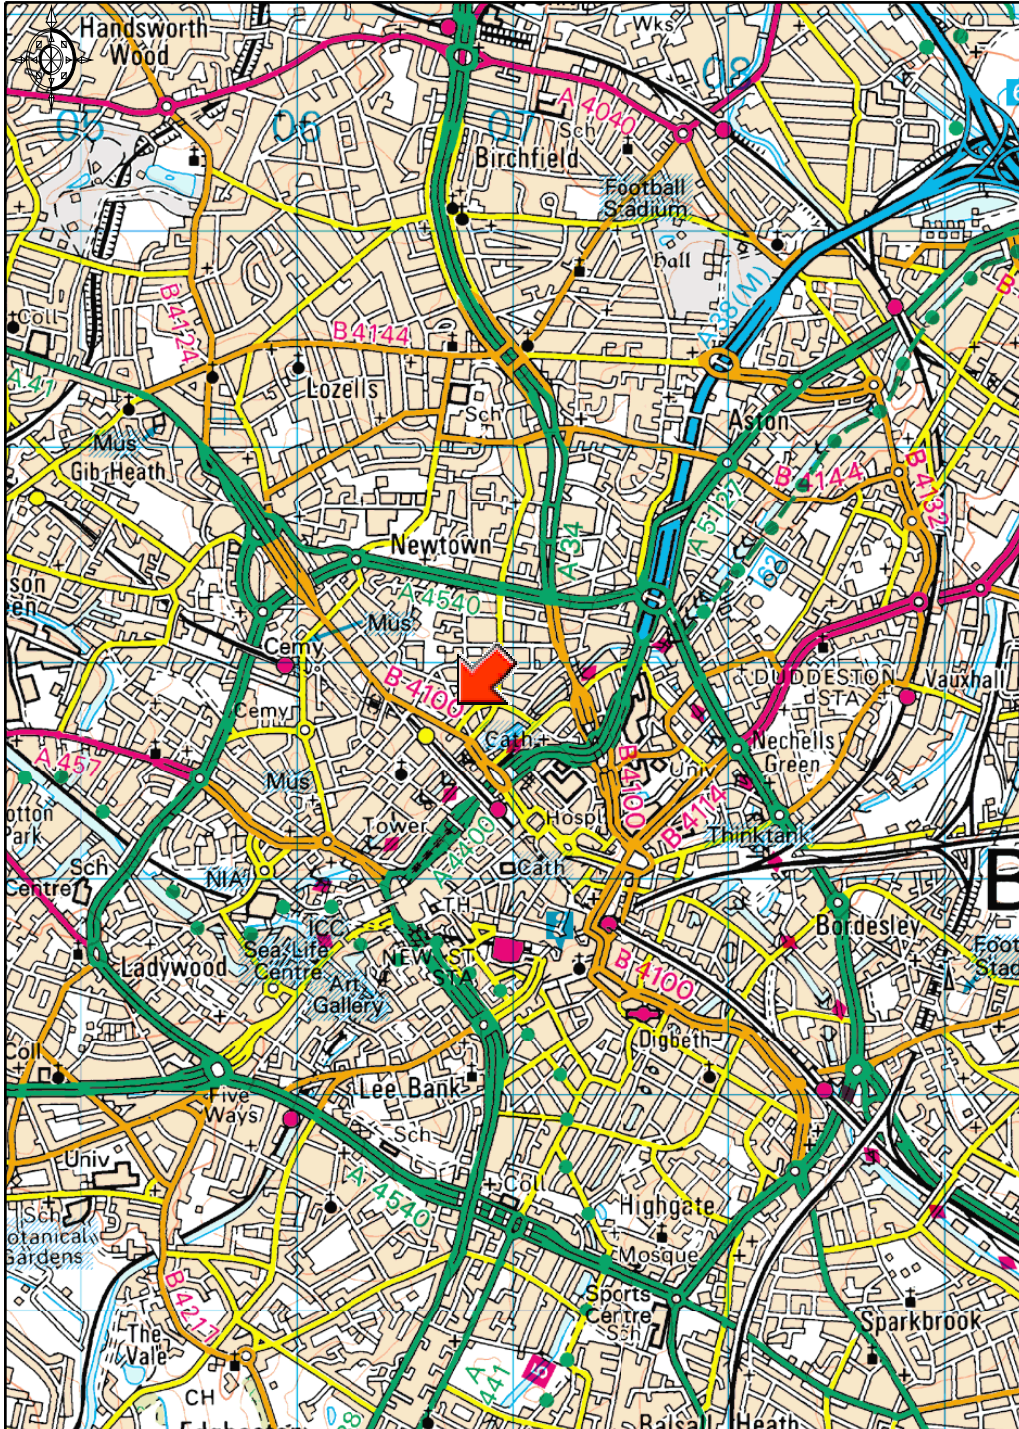 Handsworth
Wood
Wks
08
05
06
07
A 4040
Sch
Birchfield
Football
Stadium
Hall
A 38(M)
Coll
B 4124
B 4144
A 41
Lozells
Sch
Aston
Mus
Gib Heath
B 4144
B 4132
A 5127
A 34
Newtown
62
A 4540
Mus
Cemy
B 4100
DUDDESTON
STA
Vauxhall
Cemy
Cath
Nechells
Green
A 457
Mus
Univ
B 4100
B 4114
Hospl
Tower
A 4400
Thinktank
Sch
Centre
NIA
Cath
TH
B
ICC
Bordesley
Sea Life
Centre
NEW ST
STA
Ladywood
Art
Gallery
B 4100
Coll
Digbeth
Lee Bank
Five
Ways
Sch
Univ
A 4540
Coll
Highgate
Sch
Gardens
Mosque
Sports
Centre
Sch
B 4217
The
Vale
Sparkbrook
A 441
CH
Balsall Heath